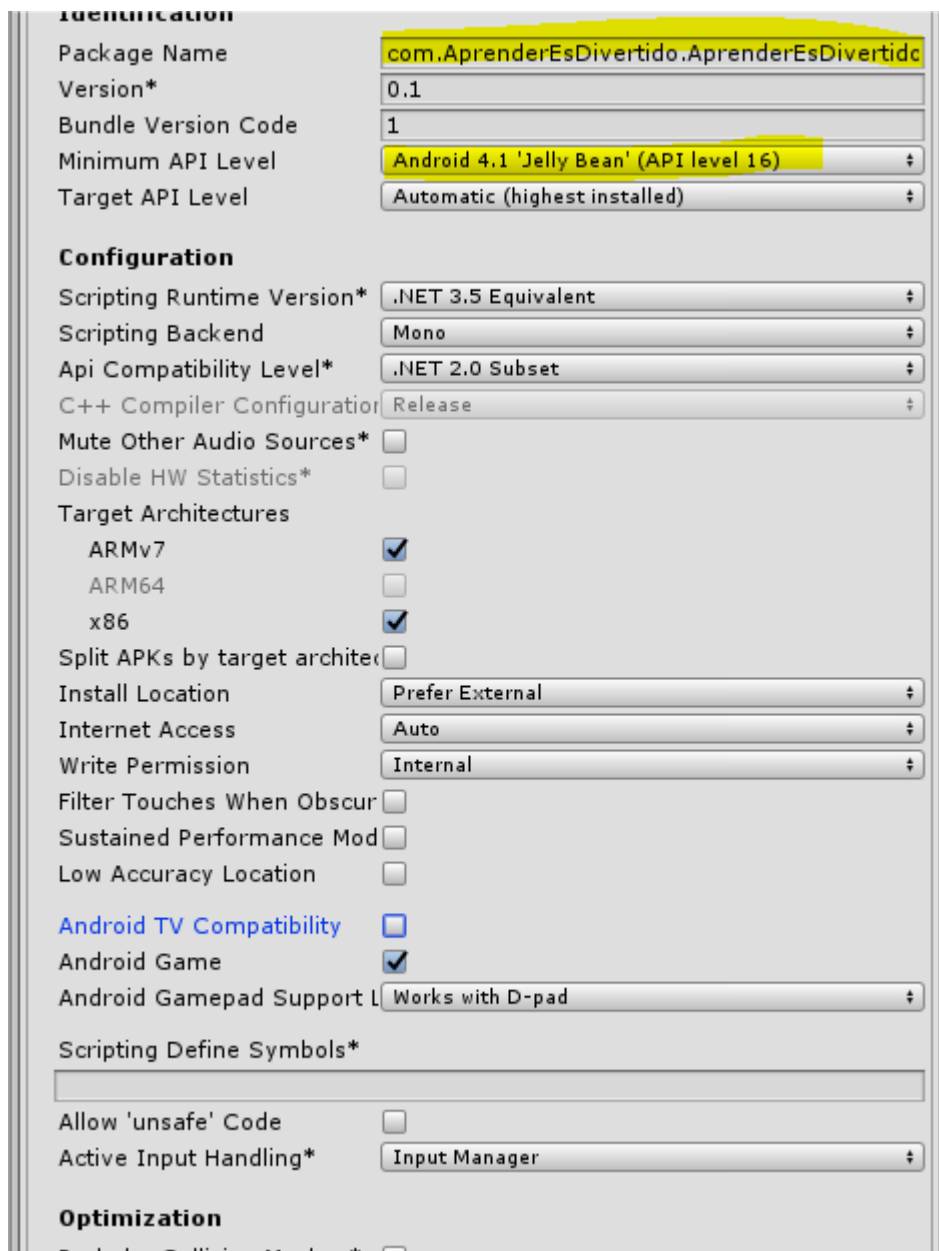 Identification
Package Name com.AprenderEsDivertido.AprenderEsDivertido
Version* 0.1
Bundle Version Code 1
Minimum API Level Android 4.1 'Jelly Bean' (API level 16)
Target API Level Automatic (highest installed)
Configuration
Scripting Runtime Version* .NET 3.5 Equivalent
Scripting Backend Mono
Api Compatibility Level* .NET 2.0 Subset
C++ Compiler Configuration Release
Mute Other Audio Sources*
Disable HW Statistics*
Target Architectures
ARMv7
ARM64
x86
Split APKs by target architec
Install Location Prefer External
Internet Access Auto
Write Permission Internal
Filter Touches When Obscur
Sustained Performance Mod
Low Accuracy Location
Android TV Compatibility
Android Game
Android Gamepad Support L Works with D-pad
Scripting Define Symbols*
Allow 'unsafe' Code
Active Input Handling* Input Manager
Optimization